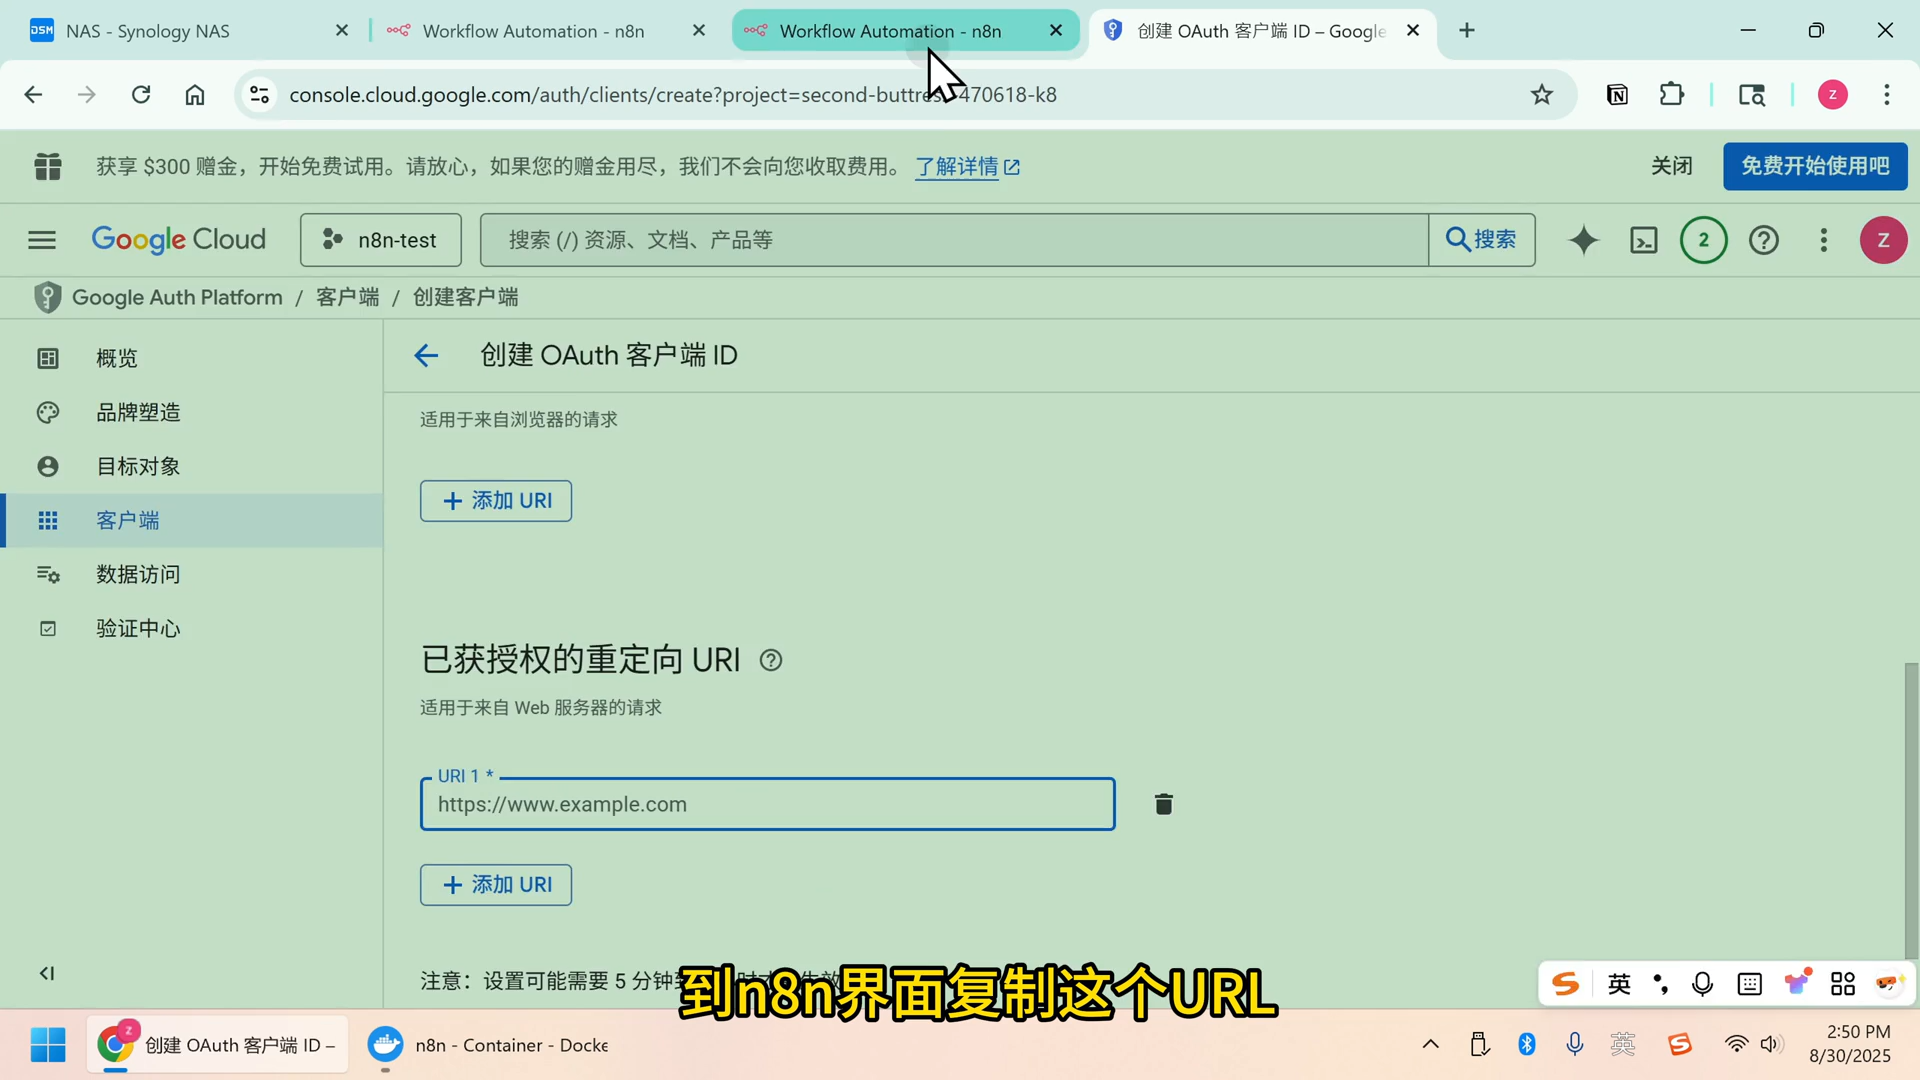 NAS - Synology NAS
Workflow Automation - n8n
Workflow Automation - n8n
创建 OAuth 客户端 ID – Google
console.cloud.google.com/auth/clients/create?project=second-buttres 470618-k8
z
获享 $300 赠金，开始免费试用。请放心，如果您的赠金用尽，我们不会向您收取费用。 了解详情
关闭
免费开始使用吧
Google Cloud
n8n-test
搜索 (/) 资源、文档、产品等
搜索
2
z
Google Auth Platform / 客户端 / 创建客户端
概览
品牌塑造
目标对象
客户端
数据访问
验证中心
创建 OAuth 客户端 ID
适用于来自浏览器的请求
+ 添加 URI
已获授权的重定向 URI
适用于来自 Web 服务器的请求
URI 1 *
https://www.example.com
+ 添加 URI
注意：设置可能需要 5 分钟
到n8n界面复制这个URL
英
创建 OAuth 客户端 ID –
n8n - Container - Docke
英
2:50 PM
8/30/2025